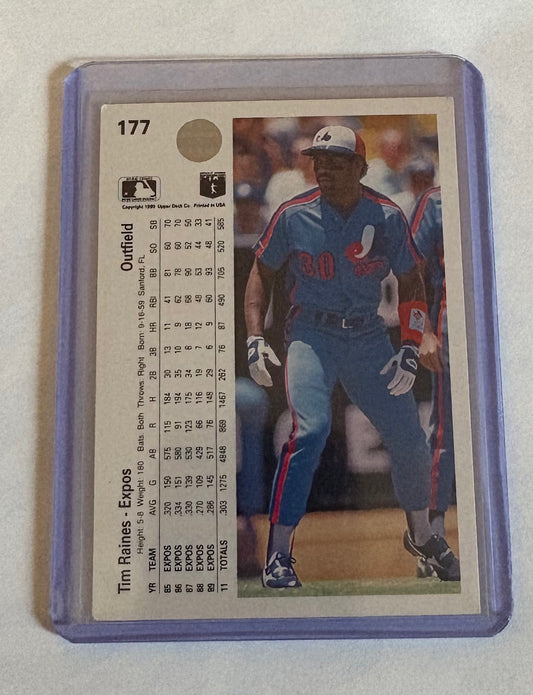 177
Copyright 1990 Upper Deck Co. Printed in USA
Tim Raines - Expos Outfield
Height: 5-8 Weight: 180 Bats: Both Throws: Right Born: 9-16-59 Sanford, FL
YR TEAM AVG G AB R H 2B 3B HR RBI BB SO SB
85 EXPOS .320 150 575 115 184 30 13 11 41 81 60 70
86 EXPOS .334 151 580 91 194 35 10 9 62 78 60 70
87 EXPOS .330 139 530 123 175 34 8 18 68 90 52 50
88 EXPOS .270 109 429 66 116 19 7 12 48 53 44 33
89 EXPOS .286 145 517 76 148 29 6 9 60 93 48 41
11 TOTALS .303 1275 4848 869 1467 262 76 87 490 705 520 585
30
Expos